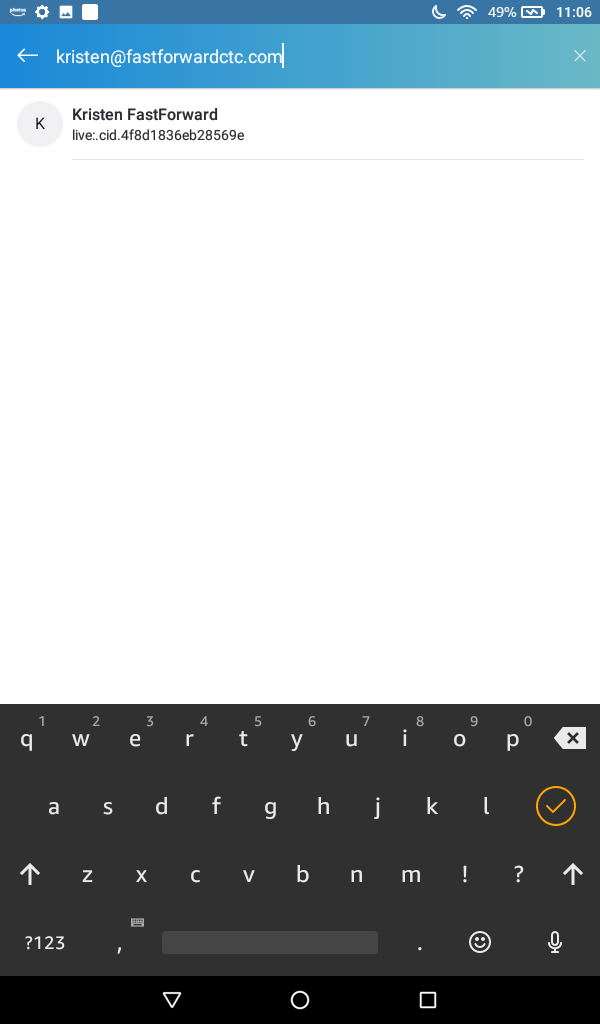 photos
49%
11:06
kristen@fastforwardctc.com
K
Kristen FastForward
live:.cid.4f8d1836eb28569e
1 2 3 4 5 6 7 8 9 0
q w e r t y u i o p
a s d f g h j k l
z x c v b n m ! ?
?123 , .